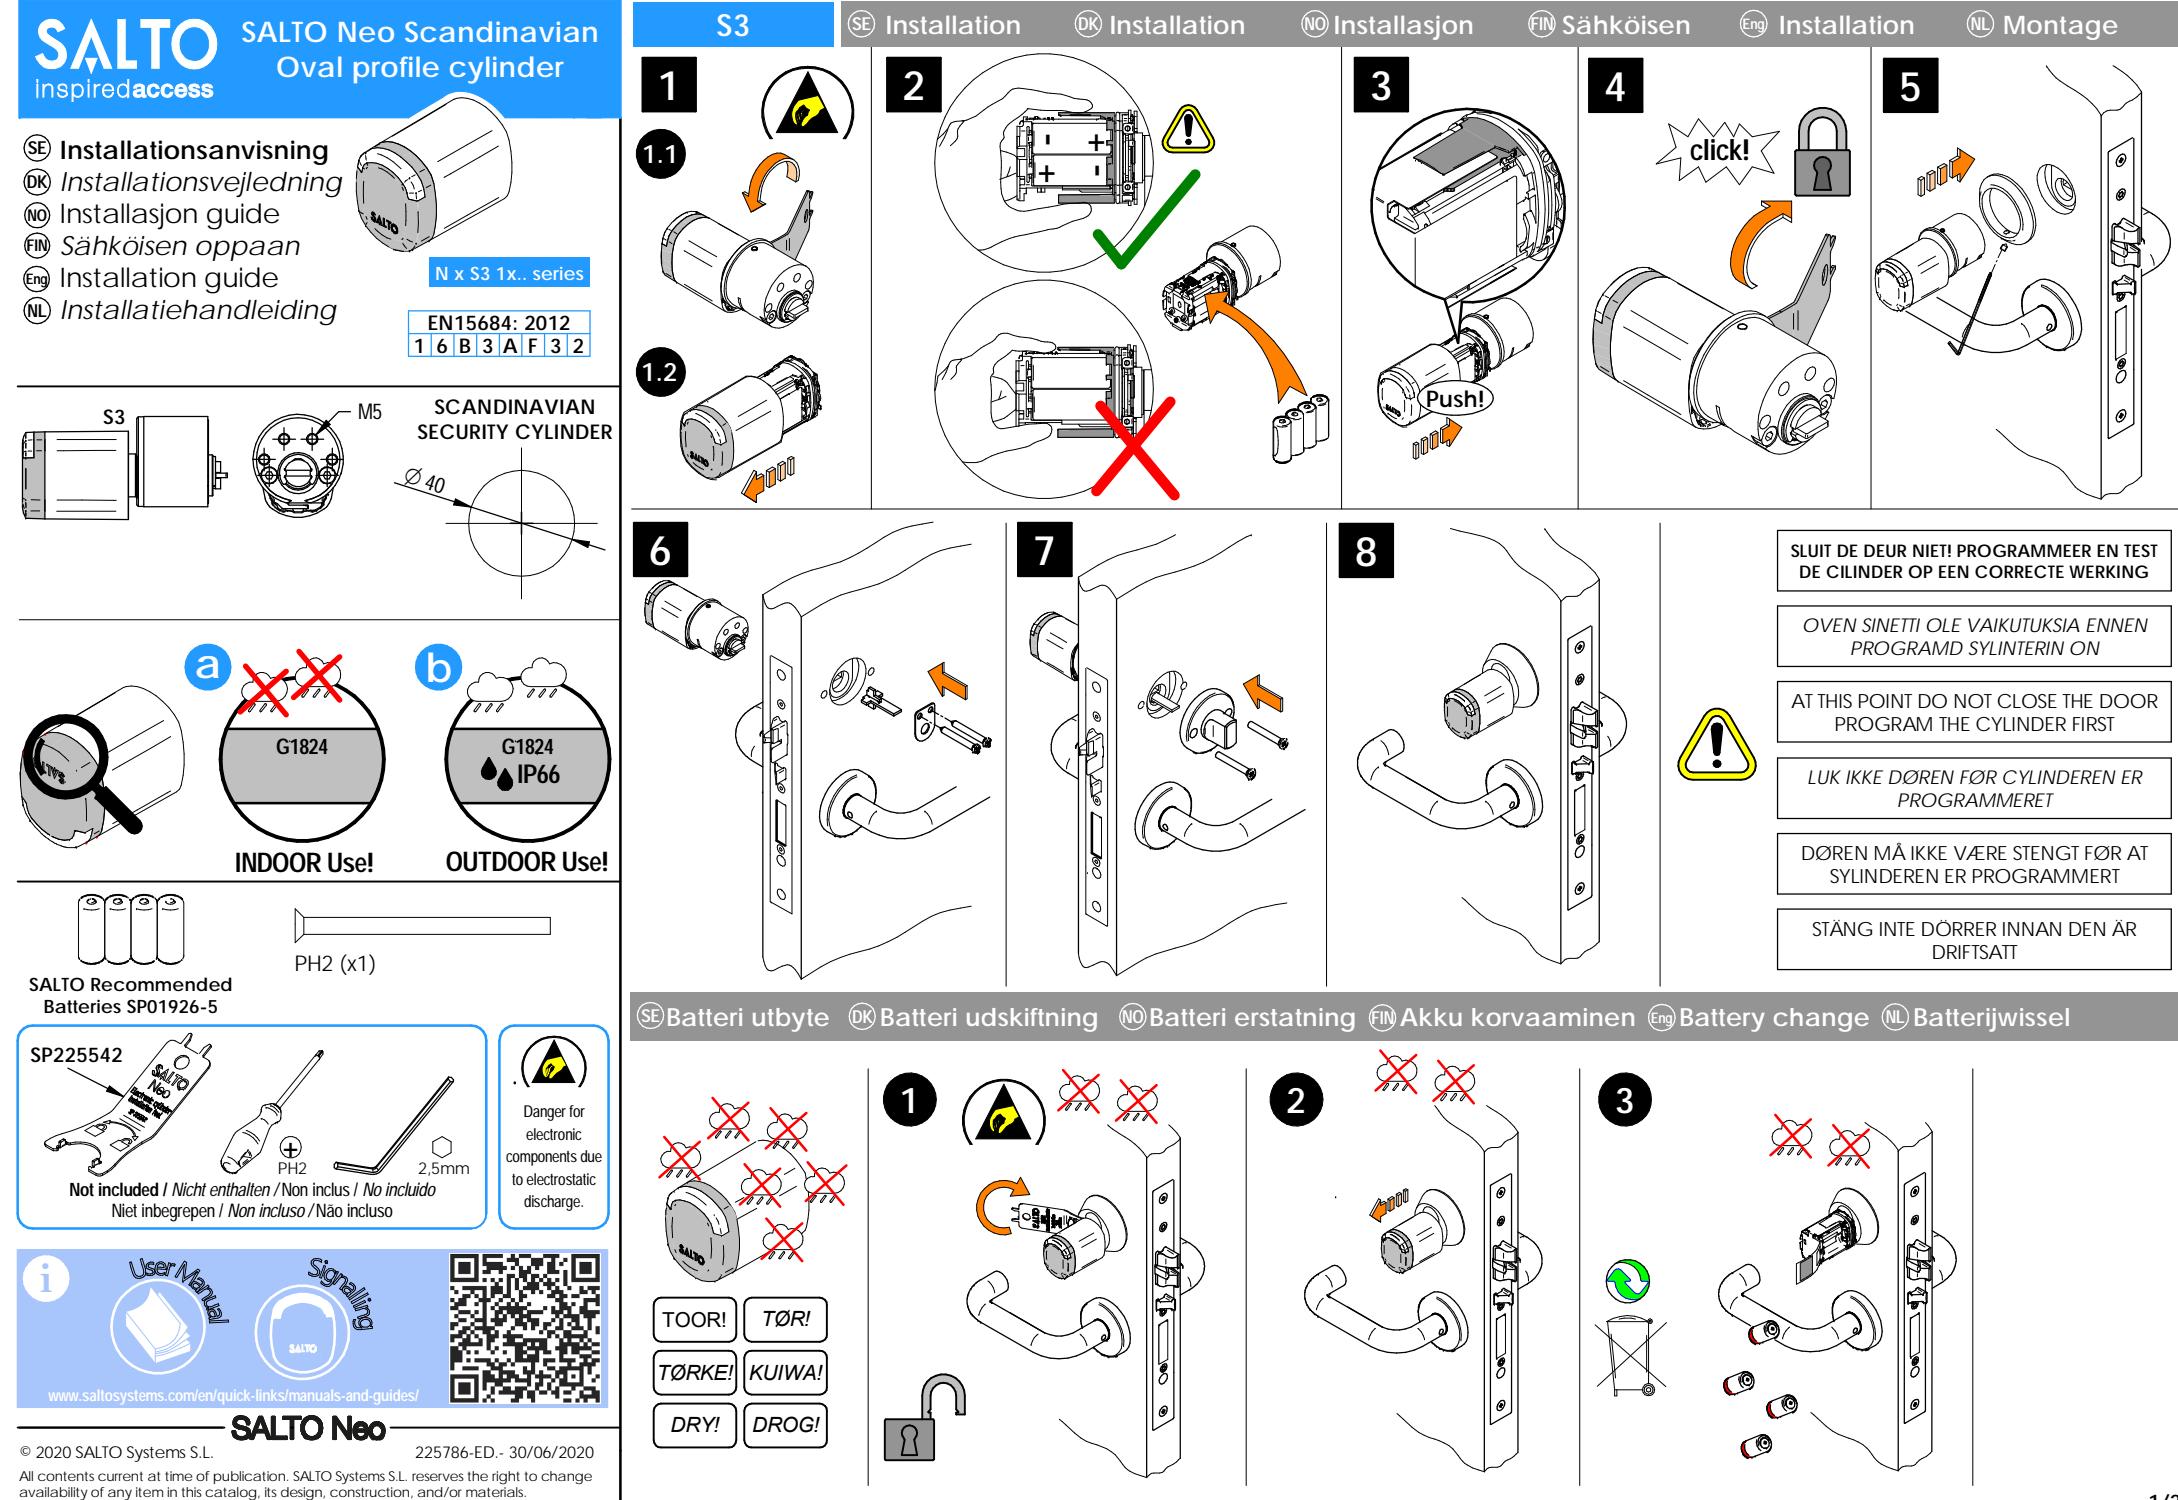 SALTO
inspiredaccess
SALTO Neo Scandinavian
Oval profile cylinder
SE Installationsanvisning
DK Installationsvejledning
NO Installasjon guide
FIN Sähköisen oppaan
Eng Installation guide
NL Installatiehandleiding
SALTO
N x S3 1x.. series
EN15684: 2012
1 6 B 3 A F 3 2
S3
M5
SCANDINAVIAN
SECURITY CYLINDER
Ø 40
a
G1824
INDOOR Use!
b
G1824
IP66
OUTDOOR Use!
SALTO Recommended
Batteries SP01926-5
PH2 (x1)
SP225542
SALTO
Neo
Electronic cylinder
PH2
2,5mm
Not included / Nicht enthalten / Non inclus / No incluido
Niet inbegrepen / Non incluso / Não incluso
Danger for
electronic
components due
to electrostatic
discharge.
i
User Manual
Signalling
SALTO
www.saltosystems.com/en/quick-links/manuals-and-guides/
SALTO Neo
© 2020 SALTO Systems S.L.
225786-ED.- 30/06/2020
All contents current at time of publication. SALTO Systems S.L. reserves the right to change
availability of any item in this catalog, its design, construction, and/or materials.
S3
SE Installation DK Installation NO Installasjon FIN Sähköisen Eng Installation NL Montage
1
1.1
1.2
SALTO
2
- +
+ -
3
Push!
SALTO
4
click!
5
6
7
8
SLUIT DE DEUR NIET! PROGRAMMEER EN TEST
DE CILINDER OP EEN CORRECTE WERKING
OVEN SINETTI OLE VAIKUTUKSIA ENNEN
PROGRAMD SYLINTERIN ON
AT THIS POINT DO NOT CLOSE THE DOOR
PROGRAM THE CYLINDER FIRST
LUK IKKE DØREN FØR CYLINDEREN ER
PROGRAMMERET
DØREN MÅ IKKE VÆRE STENGT FØR AT
SYLINDEREN ER PROGRAMMERT
STÄNG INTE DÖRRER INNAN DEN ÄR
DRIFTSATT
SE Batteri utbyte DK Batteri udskiftning NO Batteri erstatning FIN Akku korvaaminen Eng Battery change NL Batterijwissel
SALTO
TOOR! TØR!
TØRKE! KUIWA!
DRY! DROG!
1
2
3